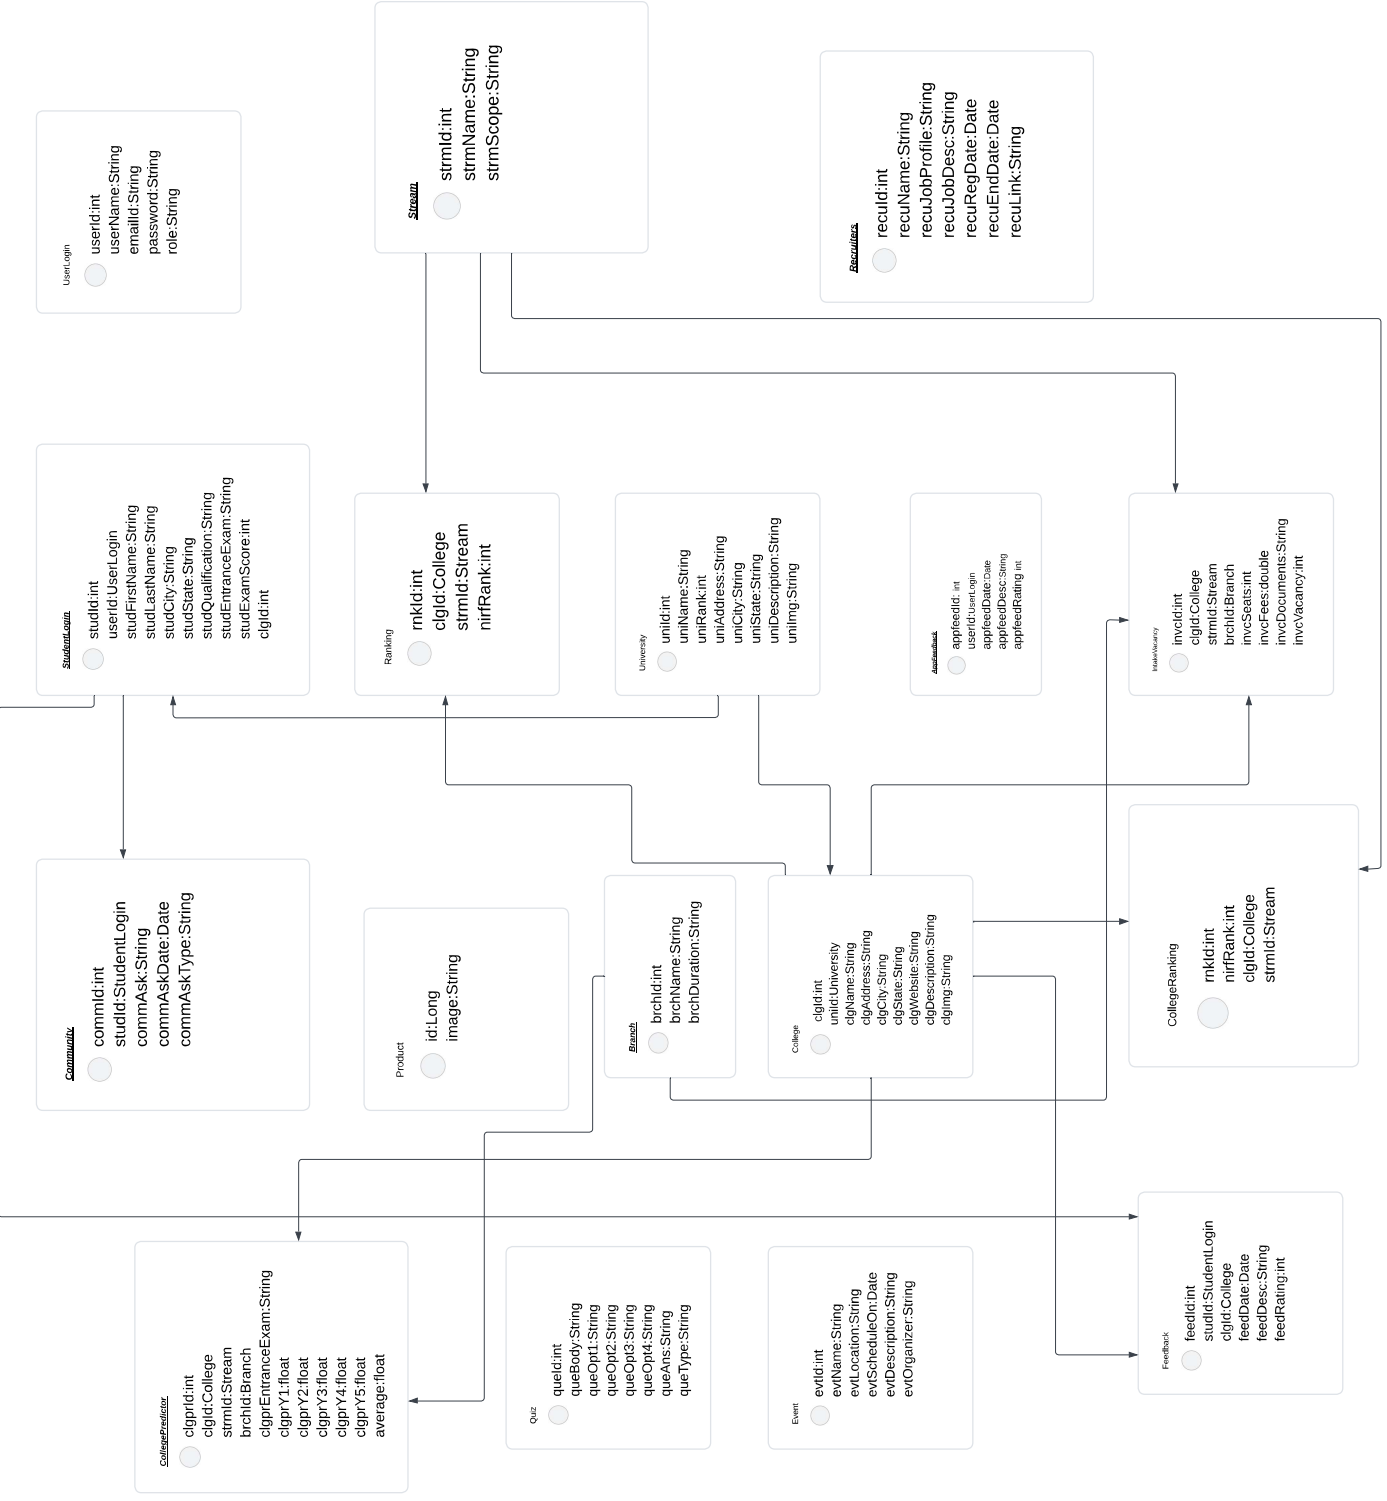 UserLogin
userId:int
userName:String
emailId:String
password:String
role:String
Stream
strmId:int
strmName:String
strmScope:String
Recruiters
recuId:int
recuName:String
recuJobProfile:String
recuJobDesc:String
recuRegDate:Date
recuEndDate:Date
recuLink:String
StudentLogin
studId:int
userId:UserLogin
studFirstName:String
studLastName:String
studCity:String
studState:String
studQualification:String
studEntranceExam:String
studExamScore:int
clgId:int
Ranking
rnkId:int
clgId:College
strmId:Stream
nirfRank:int
University
uniId:int
uniName:String
uniRank:int
uniAddress:String
uniCity:String
uniState:String
uniDescription:String
uniImg:String
AppFeedback
appfeedId: int
userId:UserLogin
appfeedDate:Date
appfeedDesc:String
appfeedRating int
IntakeVacancy
invcId:int
clgId:College
strmId:Stream
brchId:Branch
invcSeats:int
invcFees:double
invcDocuments:String
invcVacancy:int
Community
commId:int
studId:StudentLogin
commAsk:String
commAskDate:Date
commAskType:String
Product
id:Long
image:String
Branch
brchId:int
brchName:String
brchDuration:String
College
clgId:int
uniId:University
clgName:String
clgAddress:String
clgCity:String
clgState:String
clgWebsite:String
clgDescription:String
clgImg:String
CollegeRanking
rnkId:int
nirfRank:int
clgId:College
strmId:Stream
CollegePredictor
clgprId:int
clgId:College
strmId:Stream
brchId:Branch
clgprEntranceExam:String
clgprY1:float
clgprY2:float
clgprY3:float
clgprY4:float
clgprY5:float
average:float
Quiz
queId:int
queBody:String
queOpt1:String
queOpt2:String
queOpt3:String
queOpt4:String
queAns:String
queType:String
Event
evtId:int
evtName:String
evtLocation:String
evtScheduleOn:Date
evtDescription:String
evtOrganizer:String
Feedback
feedId:int
studId:StudentLogin
clgId:College
feedDate:Date
feedDesc:String
feedRating:int